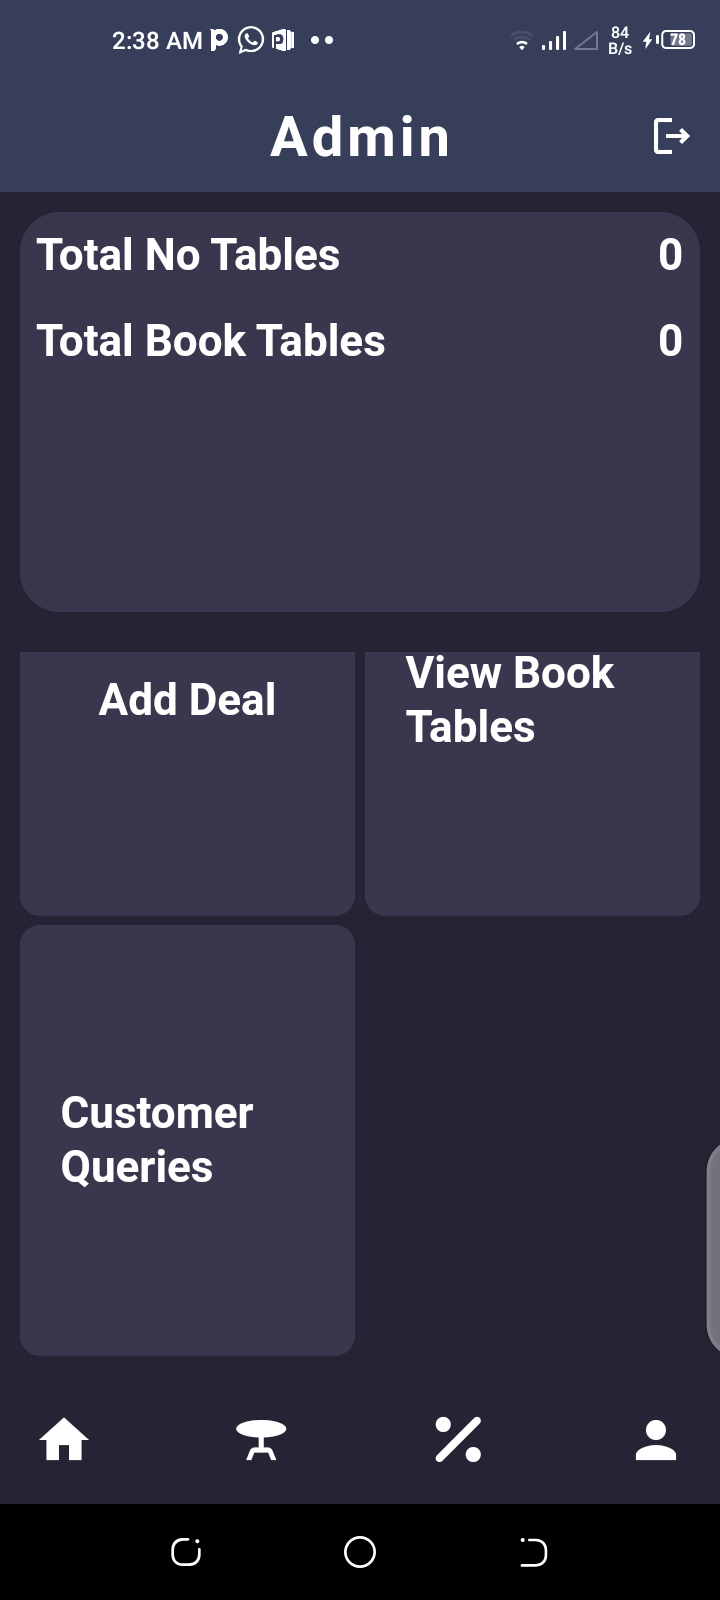 2:38 AM
84
B/s
78
Admin
Total No Tables 0
Total Book Tables 0
Add Deal
View Book
Tables
Customer
Queries